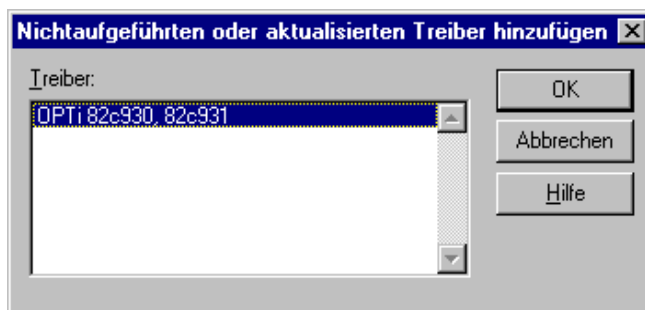 Nichtaufgeführten oder aktualisierten Treiber hinzufügen
Treiber:
OPTi 82c930, 82c931
OK
Abbrechen
Hilfe